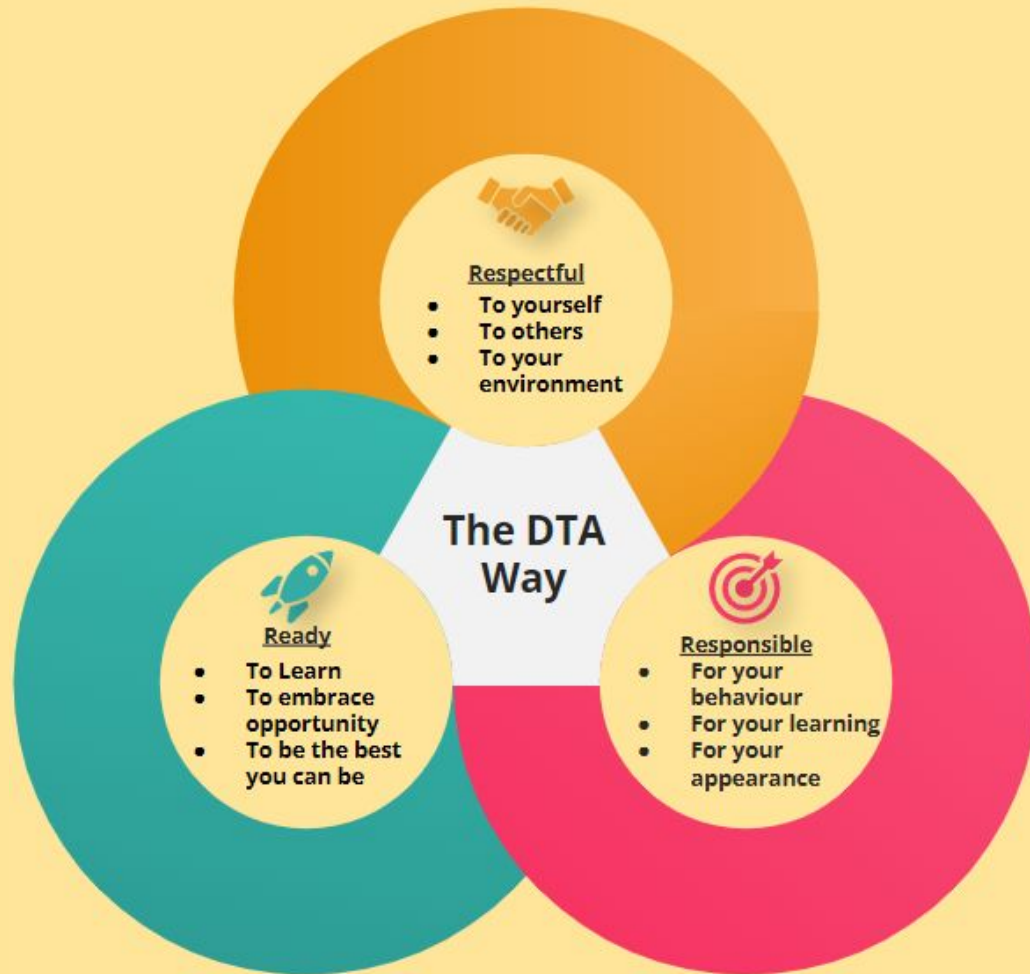 Respectful
● To yourself
● To others
● To your
environment
The DTA
Way
Ready
● To Learn
● To embrace
opportunity
● To be the best
you can be
Responsible
● For your
behaviour
● For your learning
● For your
appearance